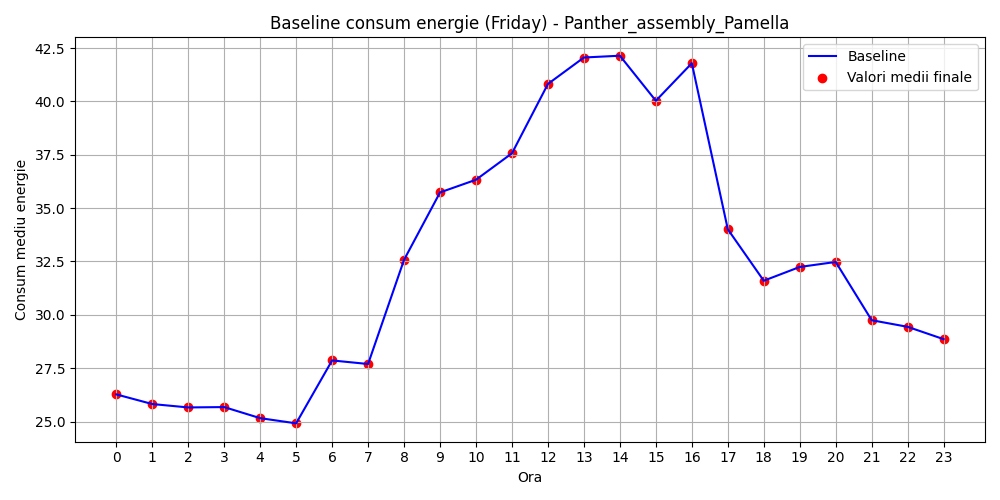 Baseline consum energie (Friday) - Panther_assembly_Pamella
Baseline
Valori medii finale
Consum mediu energie
42.5
40.0
37.5
35.0
32.5
30.0
27.5
25.0
0 1 2 3 4 5 6 7 8 9 10 11 12 13 14 15 16 17 18 19 20 21 22 23
Ora